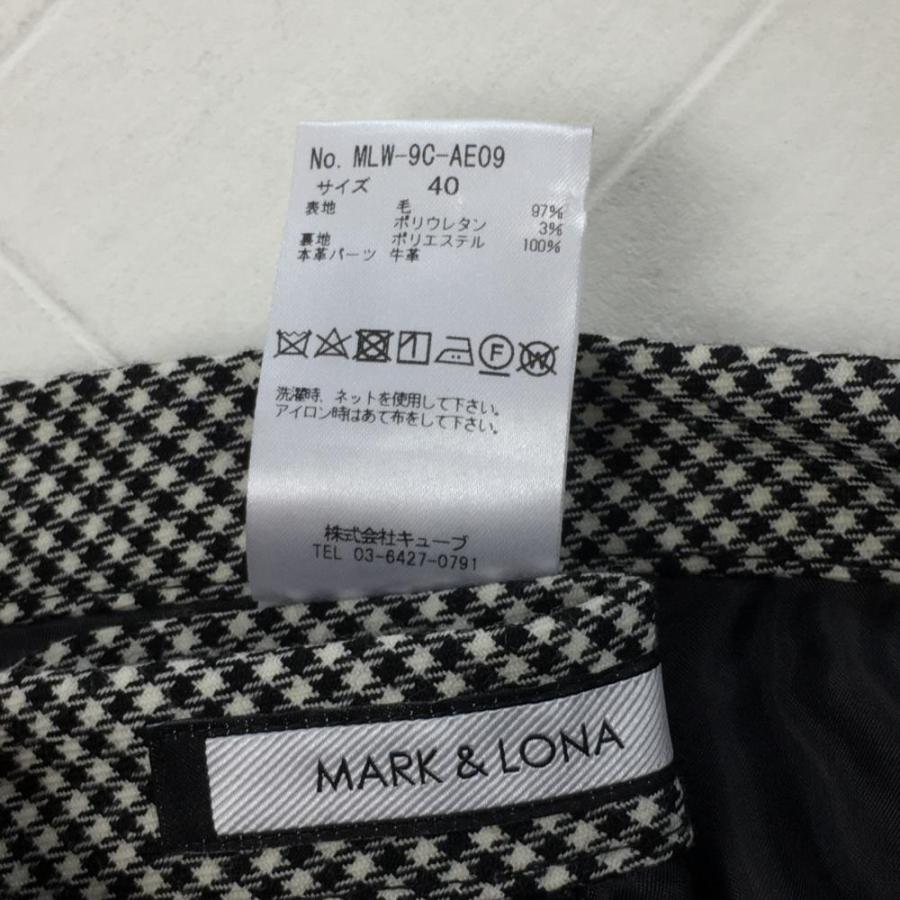 No. MLW-9C-AE09
サイズ 40
表地 毛 97%
ポリウレタン 3%
裏地 ポリエステル 100%
本革パーツ 牛革
洗濯時、ネットを使用して下さい。
アイロン時はあて布をして下さい。
株式会社キューブ
TEL 03-6427-0791
MARK & LONA